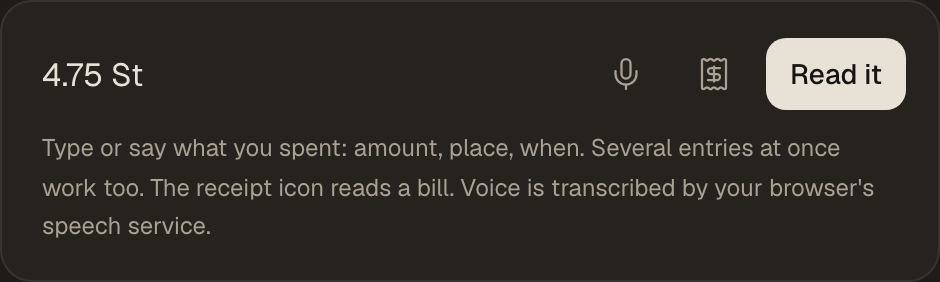 4.75 St
Read it
Type or say what you spent: amount, place, when. Several entries at once
work too. The receipt icon reads a bill. Voice is transcribed by your browser's
speech service.